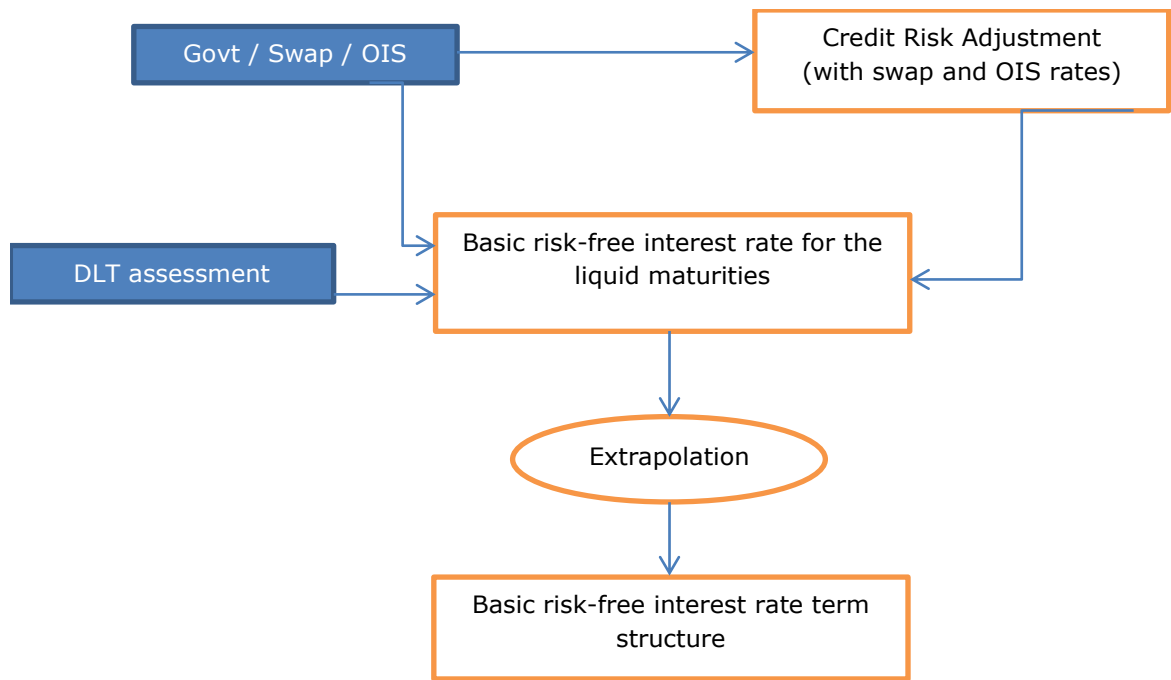 Govt / Swap / OIS
Credit Risk Adjustment
(with swap and OIS rates)
Basic risk-free interest rate for the
liquid maturities
DLT assessment
Extrapolation
Basic risk-free interest rate term
structure